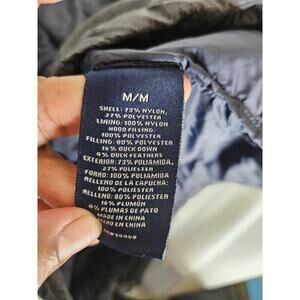 M/M
SHELL: 73% NYLON,
27% POLYESTER
LINING: 100% NYLON
HOOD FILLING:
100% POLYESTER
FILLING: 80% POLYESTER
16% DUCK DOWN
4% DUCK FEATHERS
EXTERIOR: 73% POLIAMIDA,
27% POLIESTER
FORRO: 100% POLIAMIDA
RELLENO DE LA CAPUCHA:
100% POLIESTER
RELLENO: 80% POLIESTER
16% PLUMÓN
4% PLUMAS DE PATO
MADE IN CHINA
HECHO EN CHINA